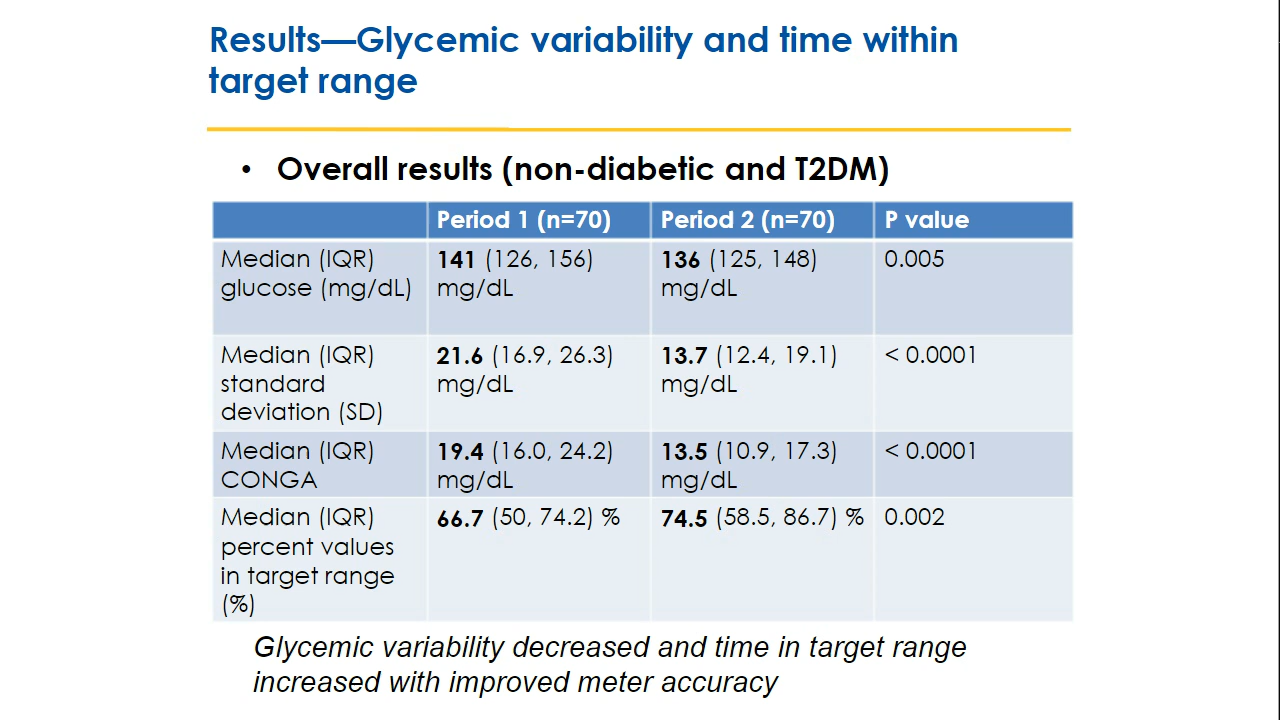 Results—Glycemic variability and time within
target range
• Overall results (non-diabetic and T2DM)
Period 1 (n=70) Period 2 (n=70) P value
Median (IQR) glucose (mg/dL) 141 (126, 156) mg/dL 136 (125, 148) mg/dL 0.005
Median (IQR) standard deviation (SD) 21.6 (16.9, 26.3) mg/dL 13.7 (12.4, 19.1) mg/dL < 0.0001
Median (IQR) CONGA 19.4 (16.0, 24.2) mg/dL 13.5 (10.9, 17.3) mg/dL < 0.0001
Median (IQR) percent values in target range (%) 66.7 (50, 74.2) % 74.5 (58.5, 86.7) % 0.002
Glycemic variability decreased and time in target range
increased with improved meter accuracy